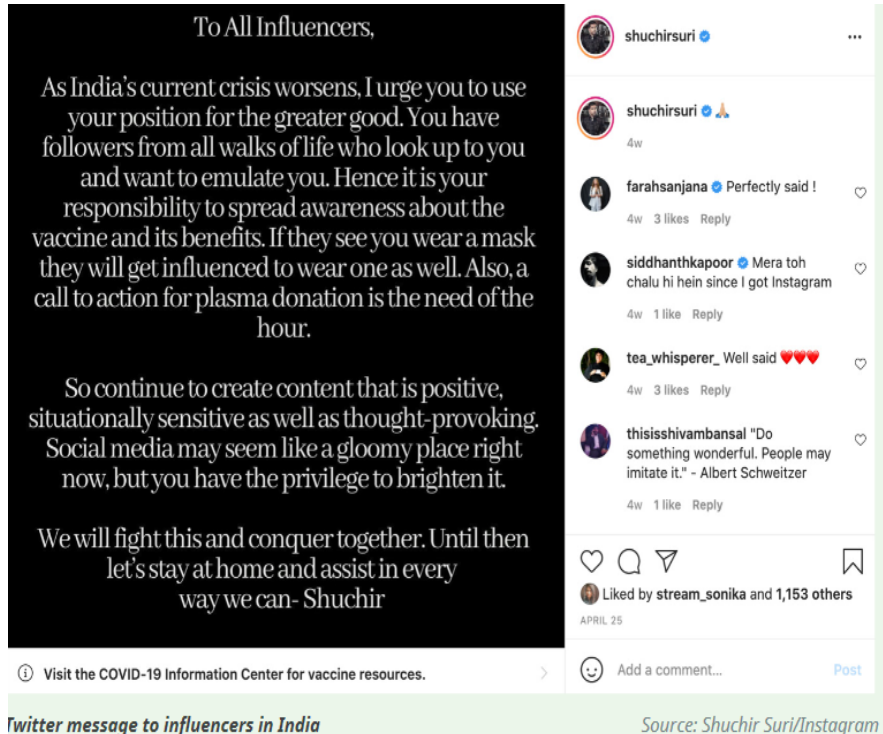 To All Influencers,
As India's current crisis worsens, I urge you to use
your position for the greater good. You have
followers from all walks of life who look up to you
and want to emulate you. Hence it is your
responsibility to spread awareness about the
vaccine and its benefits. If they see you wear a mask
they will get influenced to wear one as well. Also, a
call to action for plasma donation is the need of the
hour.
So continue to create content that is positive,
situationally sensitive as well as thought-provoking.
Social media may seem like a gloomy place right
now, but you have the privilege to brighten it.
We will fight this and conquer together. Until then
let's stay at home and assist in every
way we can- Shuchir
Visit the COVID-19 Information Center for vaccine resources.
shuchirsuri
shuchirsuri 🙏🏼
4w
farahsanjana Perfectly said !
4w 3 likes Reply
siddhanthkapoor Mera toh
chalu hi hein since I got Instagram
4w 1 like Reply
tea_whisperer_ Well said ❤️❤️❤️
4w 3 likes Reply
thisisshivambansal "Do
something wonderful. People may
imitate it." - Albert Schweitzer
4w 1 like Reply
Liked by stream_sonika and 1,153 others
APRIL 25
Add a comment... Post
Twitter message to influencers in India
Source: Shuchir Suri/Instagram